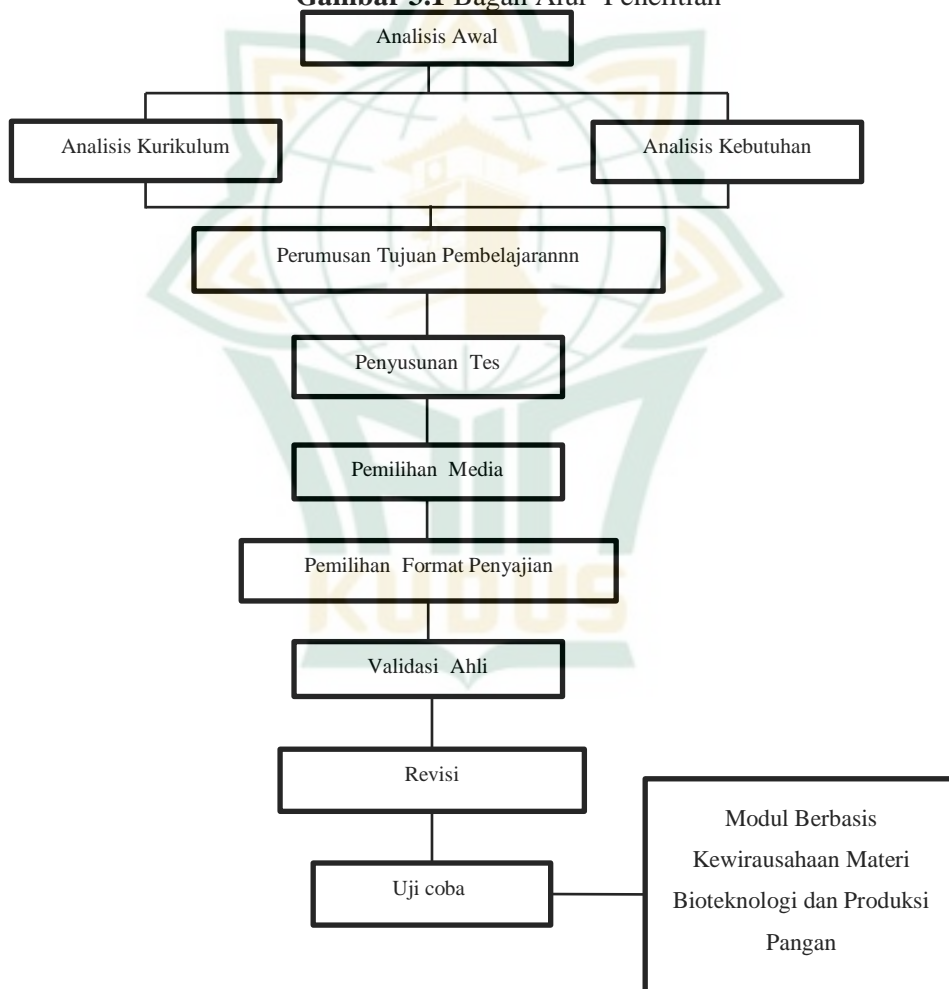 Gambar 3.1 Bagan Alur Penelitian
Analisis Awal
Analisis Kurikulum
Analisis Kebutuhan
Perumusan Tujuan Pembelajarannn
Penyusunan Tes
Pemilihan Media
Pemilihan Format Penyajian
KUDUS
Validasi Ahli
Revisi
Uji coba
Modul Berbasis
Kewirausahaan Materi
Bioteknologi dan Produksi
Pangan